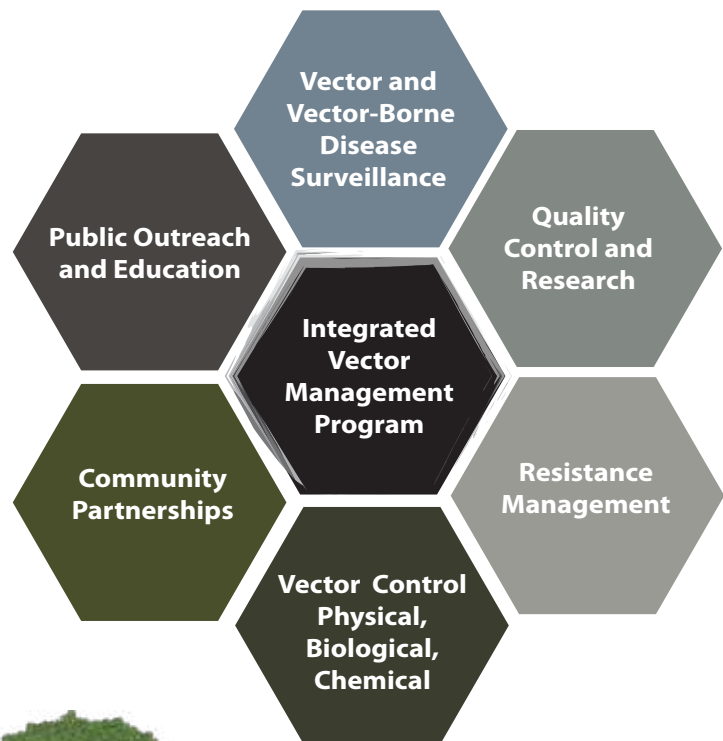 Vector and
Vector-Borne
Disease
Surveillance
Public Outreach
and Education
Quality
Control and
Research
Integrated
Vector
Management
Program
Community
Partnerships
Resistance
Management
Vector Control
Physical,
Biological,
Chemical